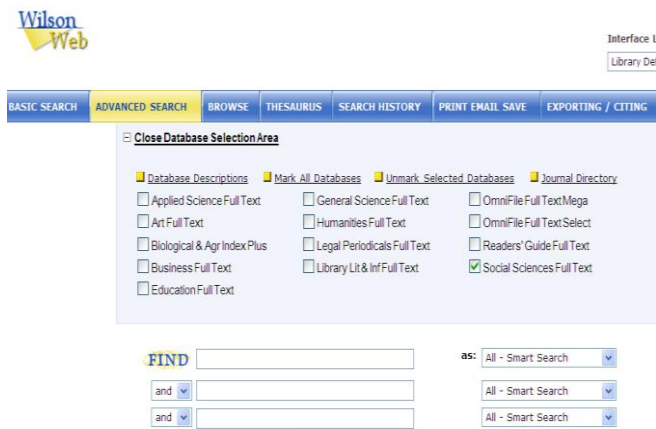 Wilson
Web
Interface L
Library De
BASIC SEARCH ADVANCED SEARCH BROWSE THESAURUS SEARCH HISTORY PRINT EMAIL SAVE EXPORTING / CITING
Close Database Selection Area
Database Descriptions Mark All Databases Unmark Selected Databases Journal Directory
Applied Science Full Text General Science Full Text OmniFile Full Text Mega
Art Full Text Humanities Full Text OmniFile Full Text Select
Biological & Agr Index Plus Legal Periodicals Full Text Readers' Guide Full Text
Business Full Text Library Lit & Inf Full Text Social Sciences Full Text
Education Full Text
FIND as: All - Smart Search
and All - Smart Search
and All - Smart Search